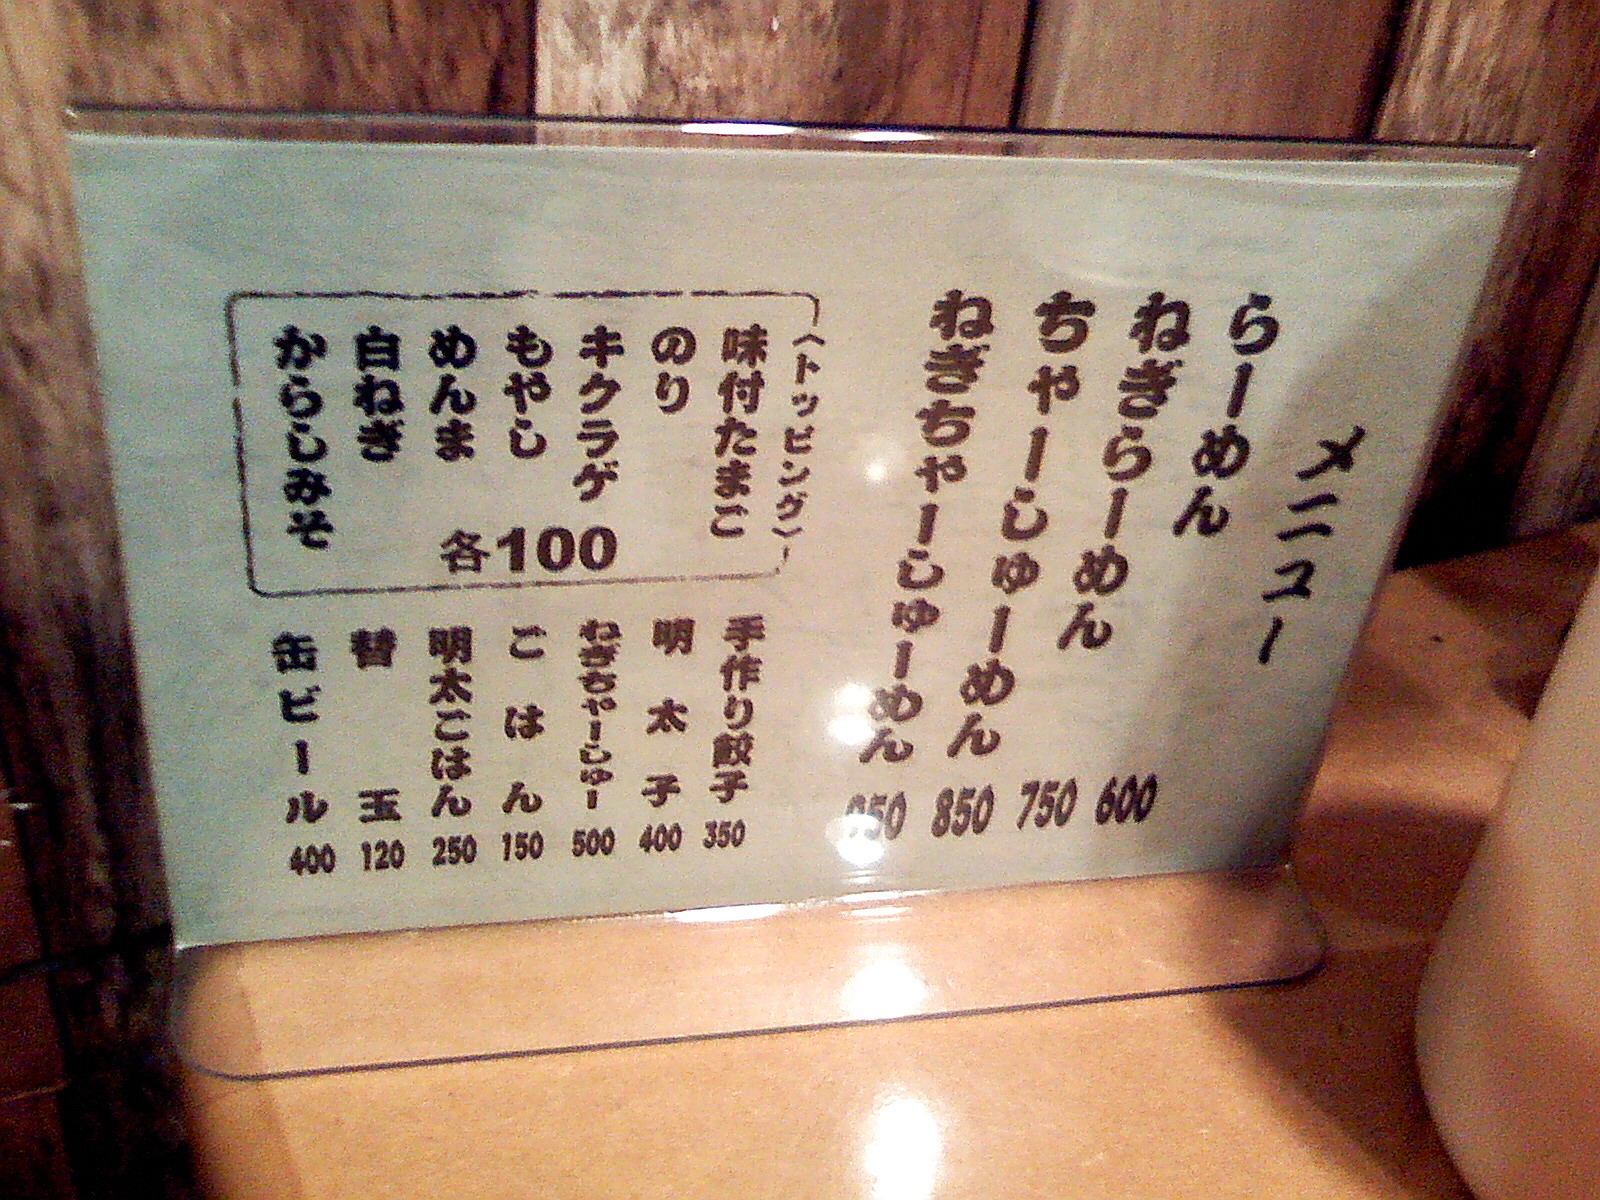 メニュー
らーめん 600
ねぎらーめん 750
ちゃーしゅーめん 850
ねぎちゃーしゅーめん 950
〈トッピング〉
味付たまご
のり
キクラゲ
もやし
めんま
白ねぎ
からしみそ
各100
手作り餃子 350
明太子 400
ねぎちゃーしゅー 500
ごはん 150
明太ごはん 250
替玉 120
缶ビール 400